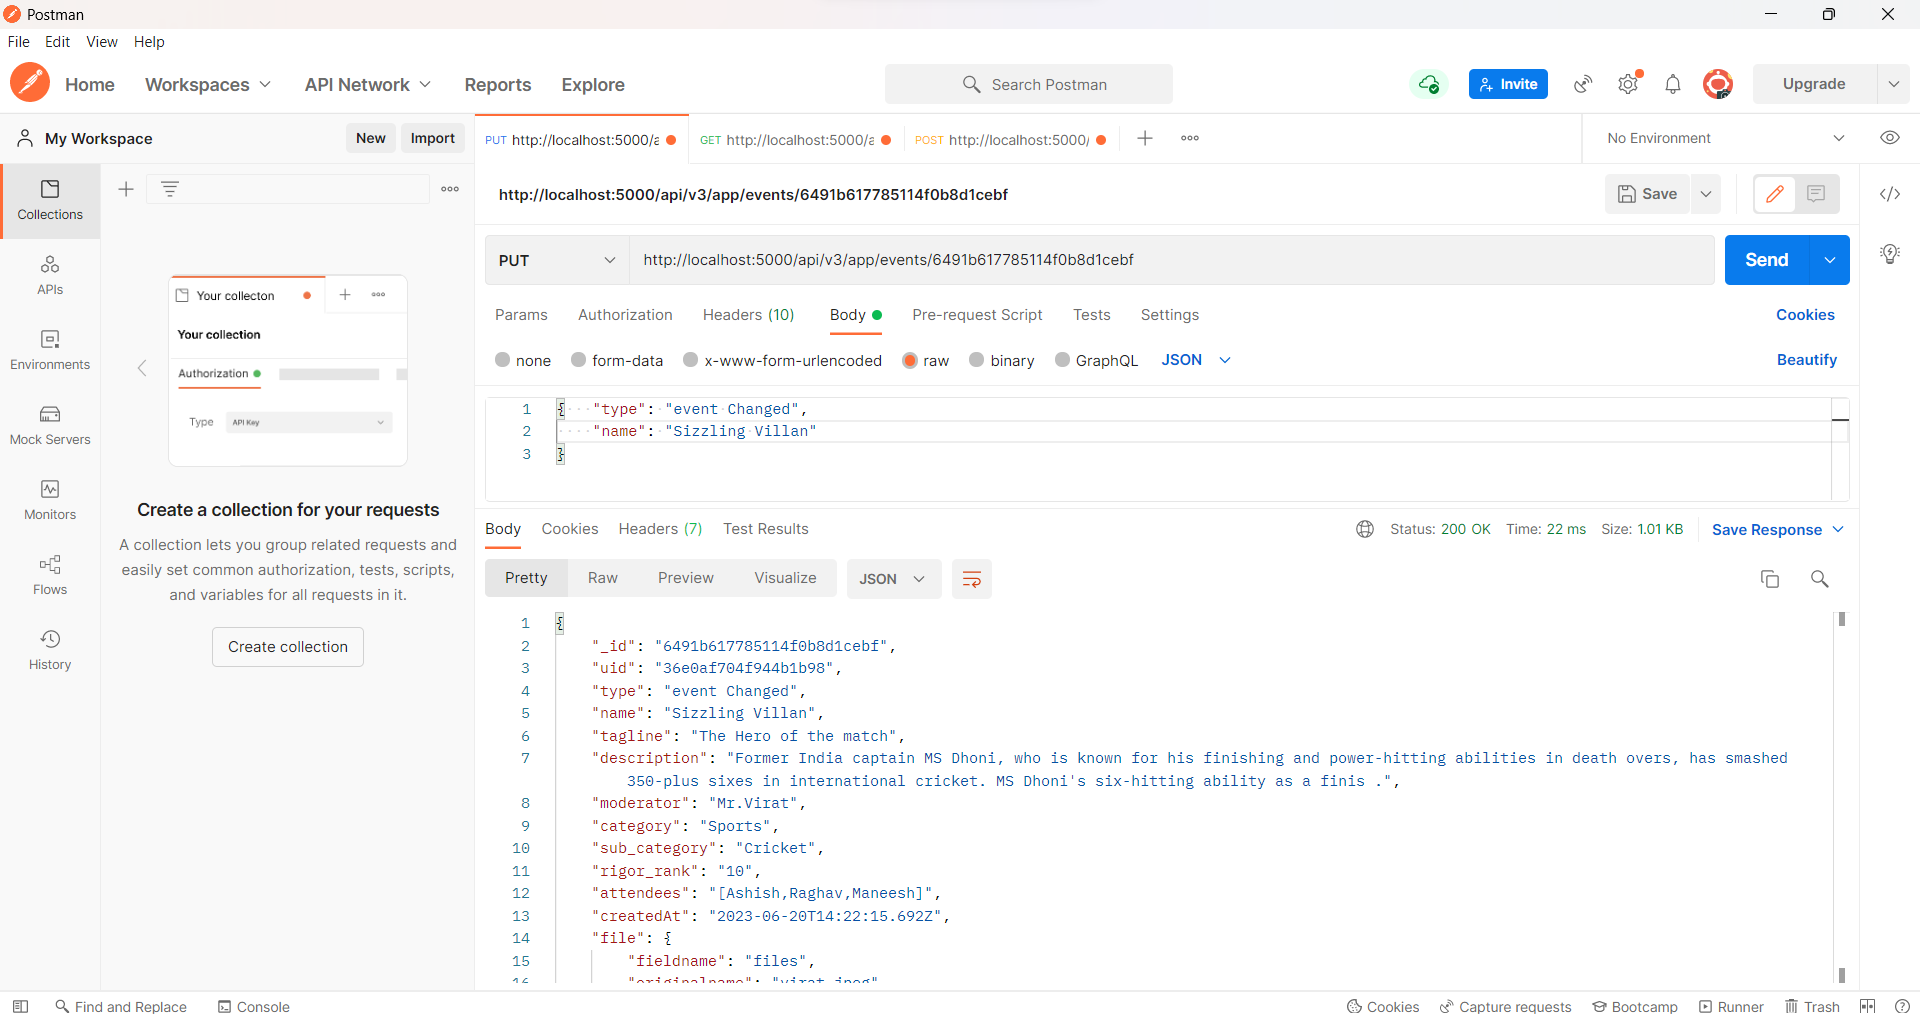 Postman
File Edit View Help
Home Workspaces API Network Reports Explore Search Postman Invite Upgrade
My Workspace New Import
PUT http://localhost:5000/a GET http://localhost:5000/a POST http://localhost:5000/ No Environment
http://localhost:5000/api/v3/app/events/6491b617785114f0b8d1cebf Save
PUT http://localhost:5000/api/v3/app/events/6491b617785114f0b8d1cebf Send
Params Authorization Headers (10) Body Pre-request Script Tests Settings Cookies
none form-data x-www-form-urlencoded raw binary GraphQL JSON Beautify
1 { "type": "event Changed",
2 "name": "Sizzling Villan"
3 }
Collections
APIs
Environments
Mock Servers
Monitors
Flows
History
Your collecton
Your collection
Authorization
Type API Key
Create a collection for your requests
A collection lets you group related requests and
easily set common authorization, tests, scripts,
and variables for all requests in it.
Create collection
Body Cookies Headers (7) Test Results Status: 200 OK Time: 22 ms Size: 1.01 KB Save Response
Pretty Raw Preview Visualize JSON
1 {
2 "_id": "6491b617785114f0b8d1cebf",
3 "uid": "36e0af704f944b1b98",
4 "type": "event Changed",
5 "name": "Sizzling Villan",
6 "tagline": "The Hero of the match",
7 "description": "Former India captain MS Dhoni, who is known for his finishing and power-hitting abilities in death overs, has smashed
350-plus sixes in international cricket. MS Dhoni's six-hitting ability as a finis .",
8 "moderator": "Mr.Virat",
9 "category": "Sports",
10 "sub_category": "Cricket",
11 "rigor_rank": "10",
12 "attendees": "[Ashish,Raghav,Maneesh]",
13 "createdAt": "2023-06-20T14:22:15.692Z",
14 "file": {
15 "fieldname": "files",
16 "originalname": "virat.jpeg"
Find and Replace Console Cookies Capture requests Bootcamp Runner Trash